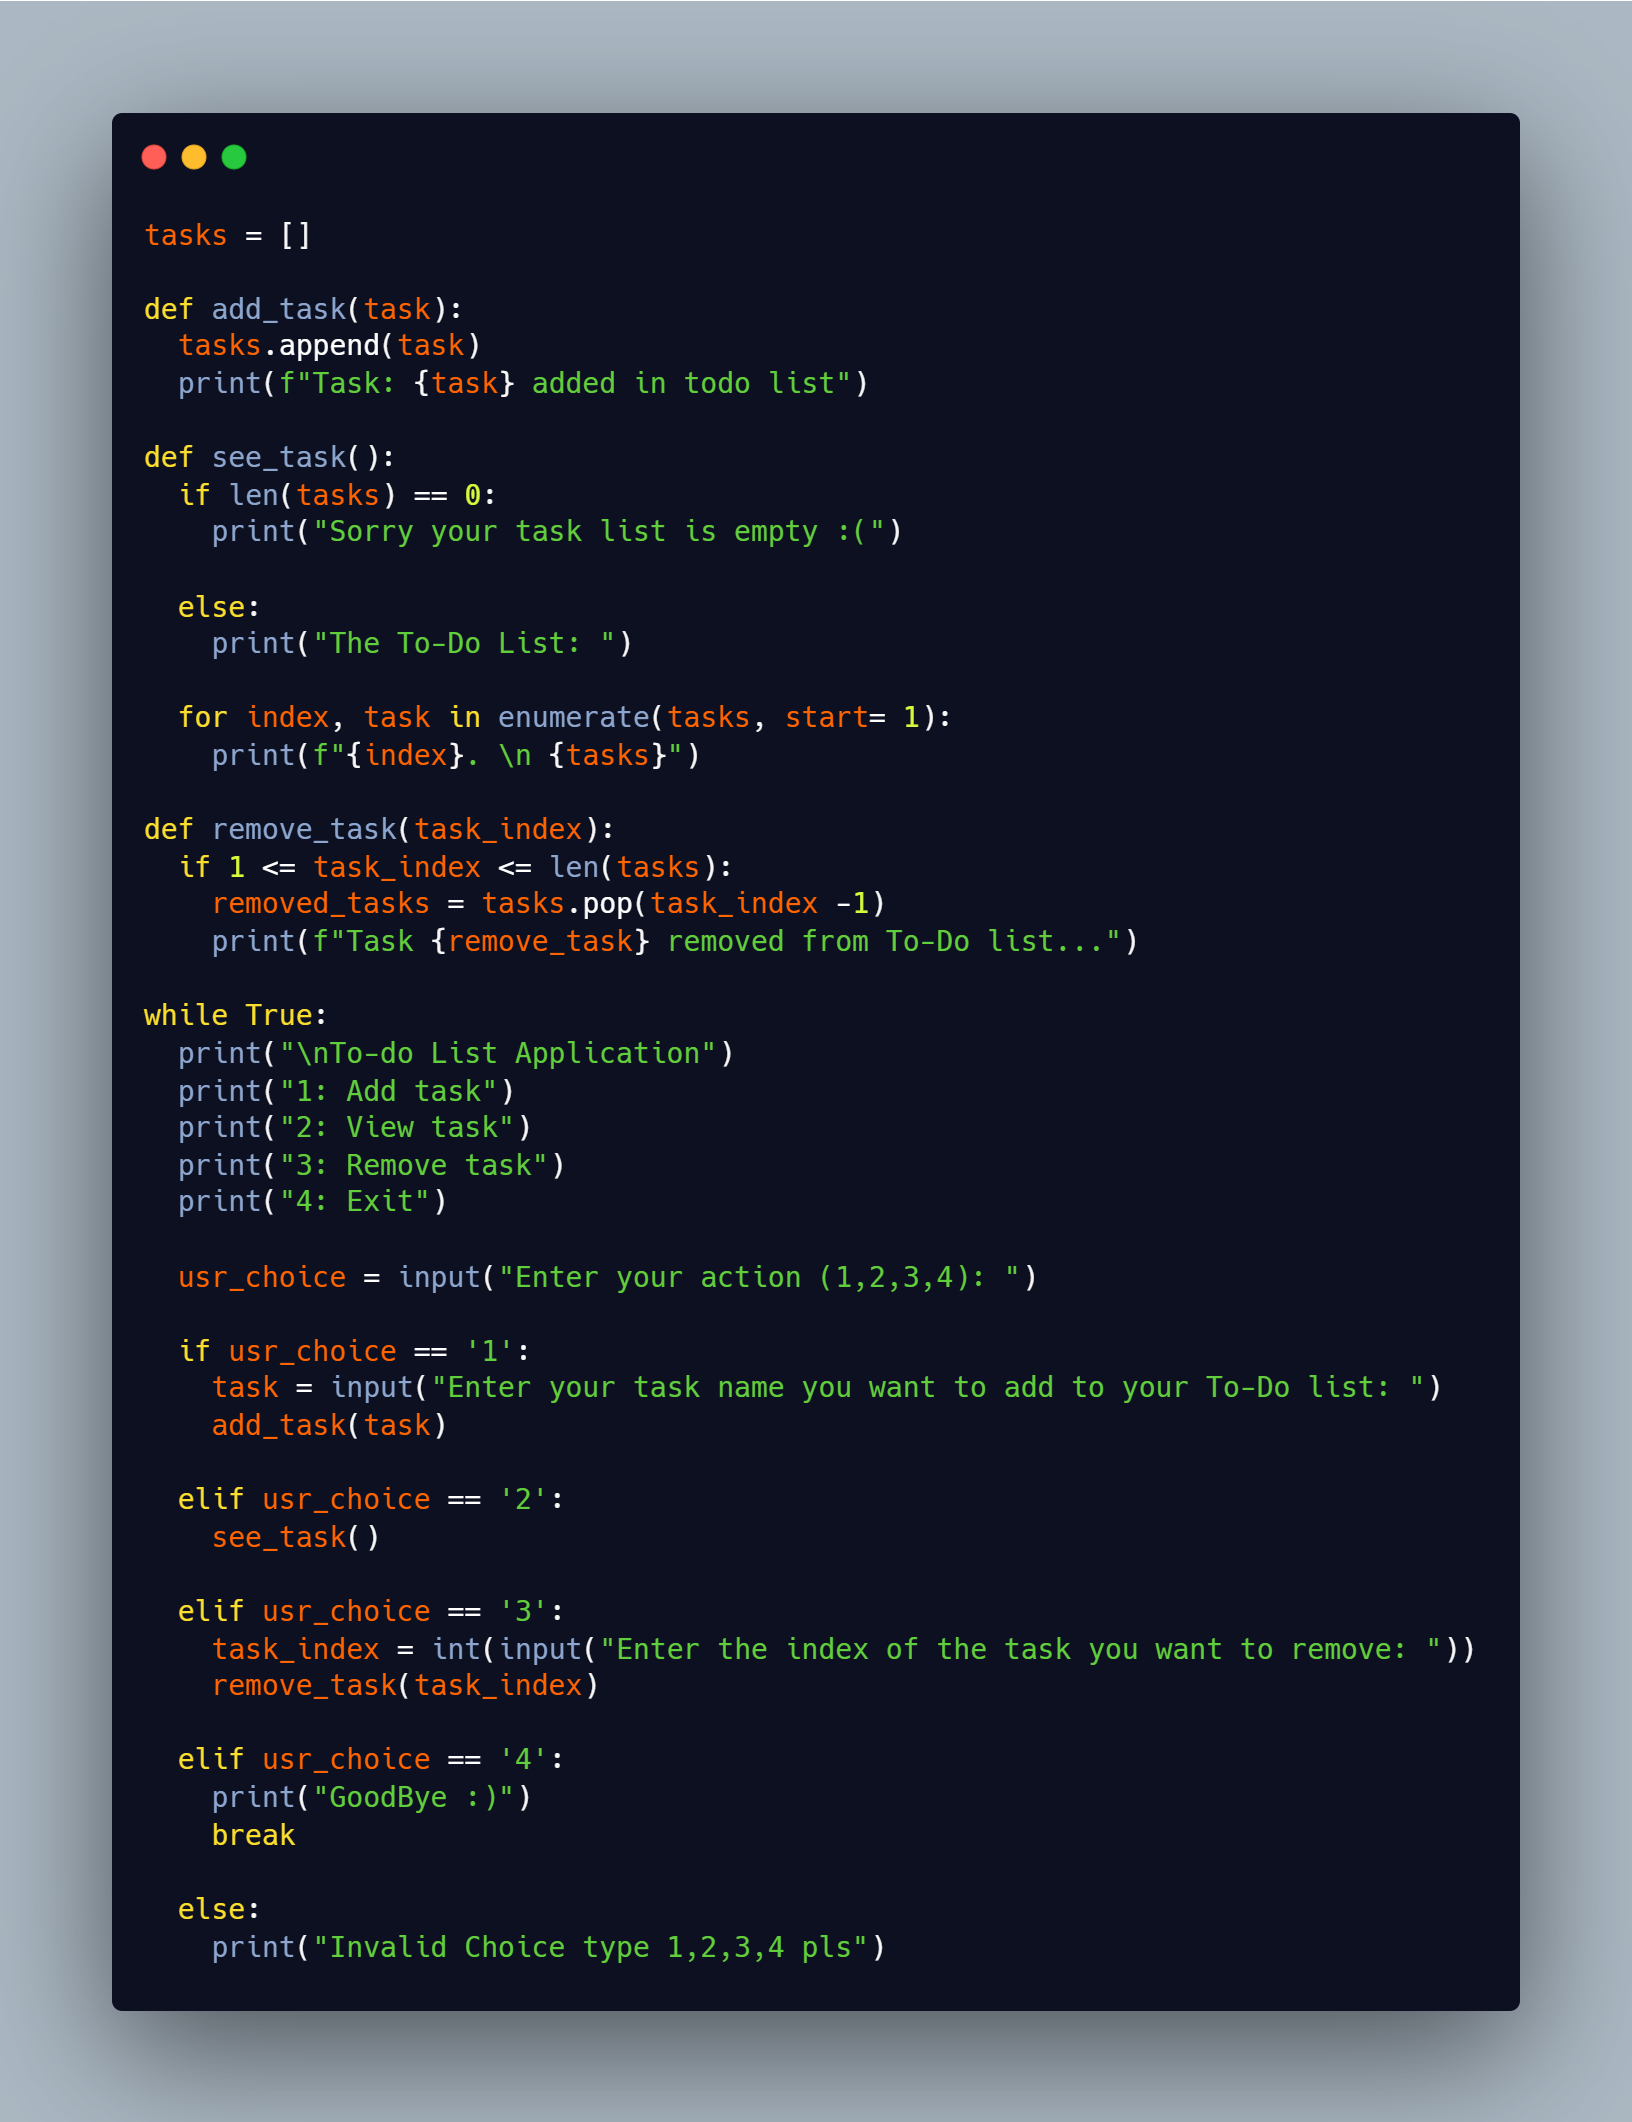 tasks = []

def add_task(task):
  tasks.append(task)
  print(f"Task: {task} added in todo list")

def see_task():
  if len(tasks) == 0:
    print("Sorry your task list is empty :(")

  else:
    print("The To-Do List: ")

  for index, task in enumerate(tasks, start= 1):
    print(f"{index}. \n {tasks}")

def remove_task(task_index):
  if 1 <= task_index <= len(tasks):
    removed_tasks = tasks.pop(task_index -1)
    print(f"Task {remove_task} removed from To-Do list...")

while True:
  print("\nTo-do List Application")
  print("1: Add task")
  print("2: View task")
  print("3: Remove task")
  print("4: Exit")

  usr_choice = input("Enter your action (1,2,3,4): ")

  if usr_choice == '1':
    task = input("Enter your task name you want to add to your To-Do list: ")
    add_task(task)

  elif usr_choice == '2':
    see_task()

  elif usr_choice == '3':
    task_index = int(input("Enter the index of the task you want to remove: "))
    remove_task(task_index)

  elif usr_choice == '4':
    print("GoodBye :)")
    break

  else:
    print("Invalid Choice type 1,2,3,4 pls")